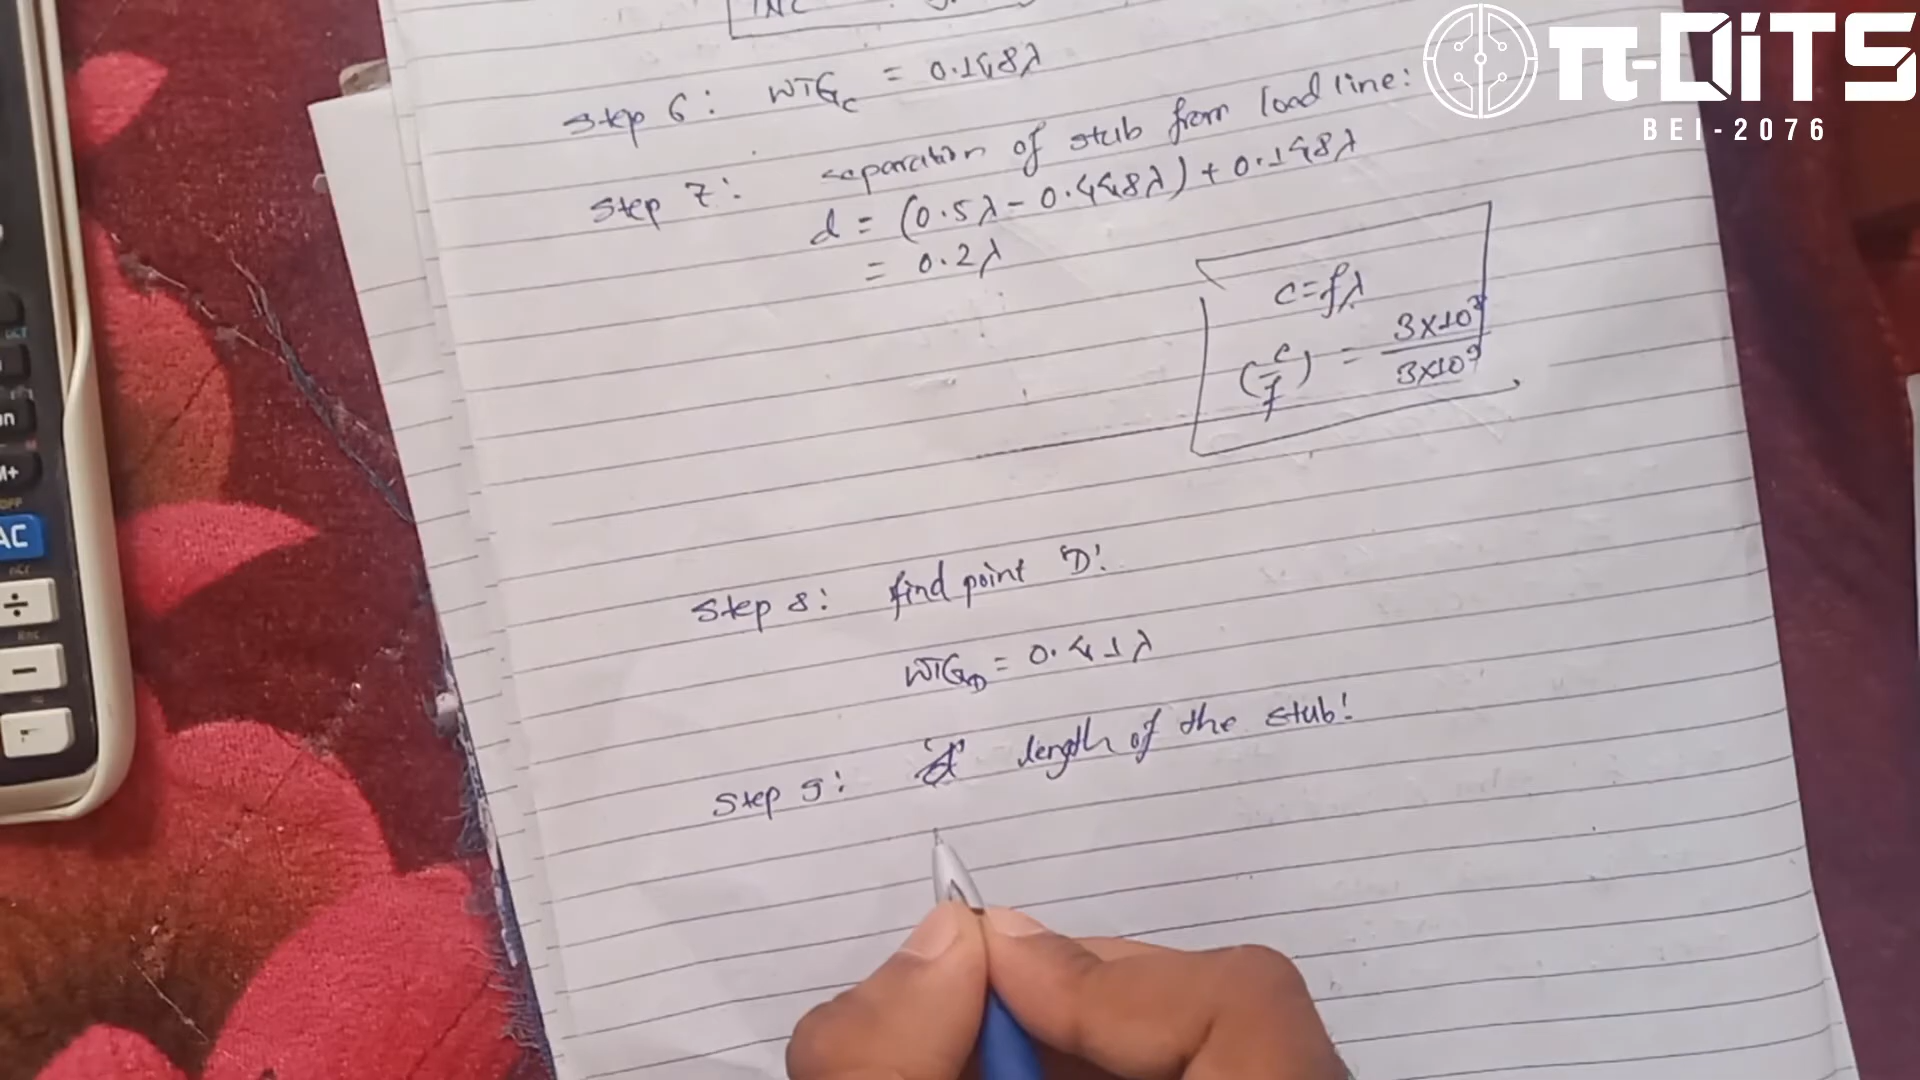 π-DiTS
BEI-2076
Step 6: WTGc = 0.148λ
Step 7: separation of stub from load line:
d = (0.5λ - 0.448λ) + 0.148λ
= 0.2λ
c=fλ
(c/f) = 3×10⁸/3×10⁹
Step 8: find point 'D'
WTG_D = 0.41λ
Step 9: length of the stub:
AC
M+
÷
−